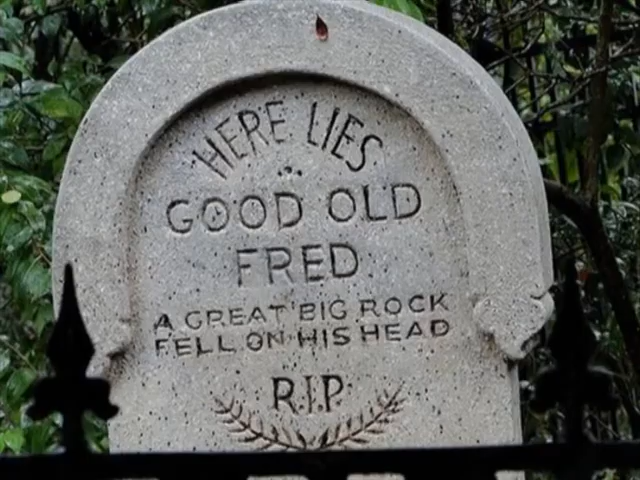 HERE LIES
GOOD OLD
FRED
A GREAT BIG ROCK
FELL ON HIS HEAD
R.I.P.